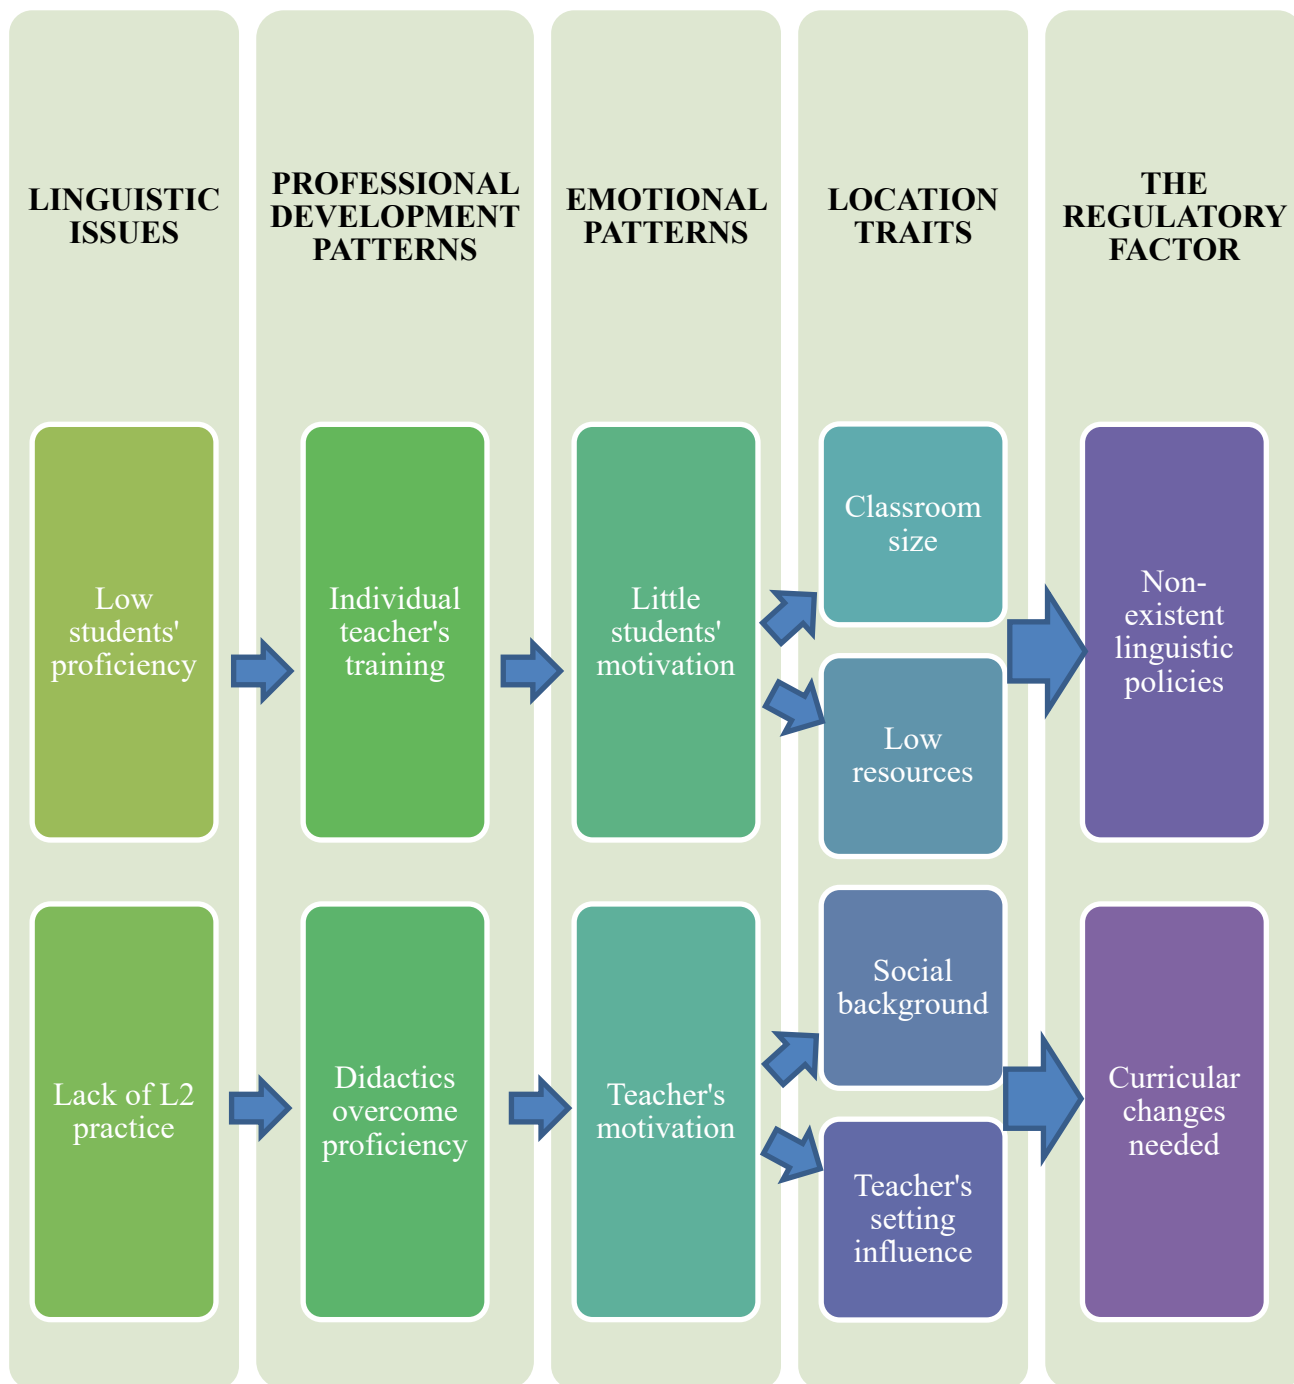 LINGUISTIC
ISSUES
PROFESSIONAL
DEVELOPMENT
PATTERNS
EMOTIONAL
PATTERNS
LOCATION
TRAITS
THE
REGULATORY
FACTOR
Low
students'
proficiency
Individual
teacher's
training
Little
students'
motivation
Classroom
size
Low
resources
Non-
existent
linguistic
policies
Lack of L2
practice
Didactics
overcome
proficiency
Teacher's
motivation
Social
background
Teacher's
setting
influence
Curricular
changes
needed